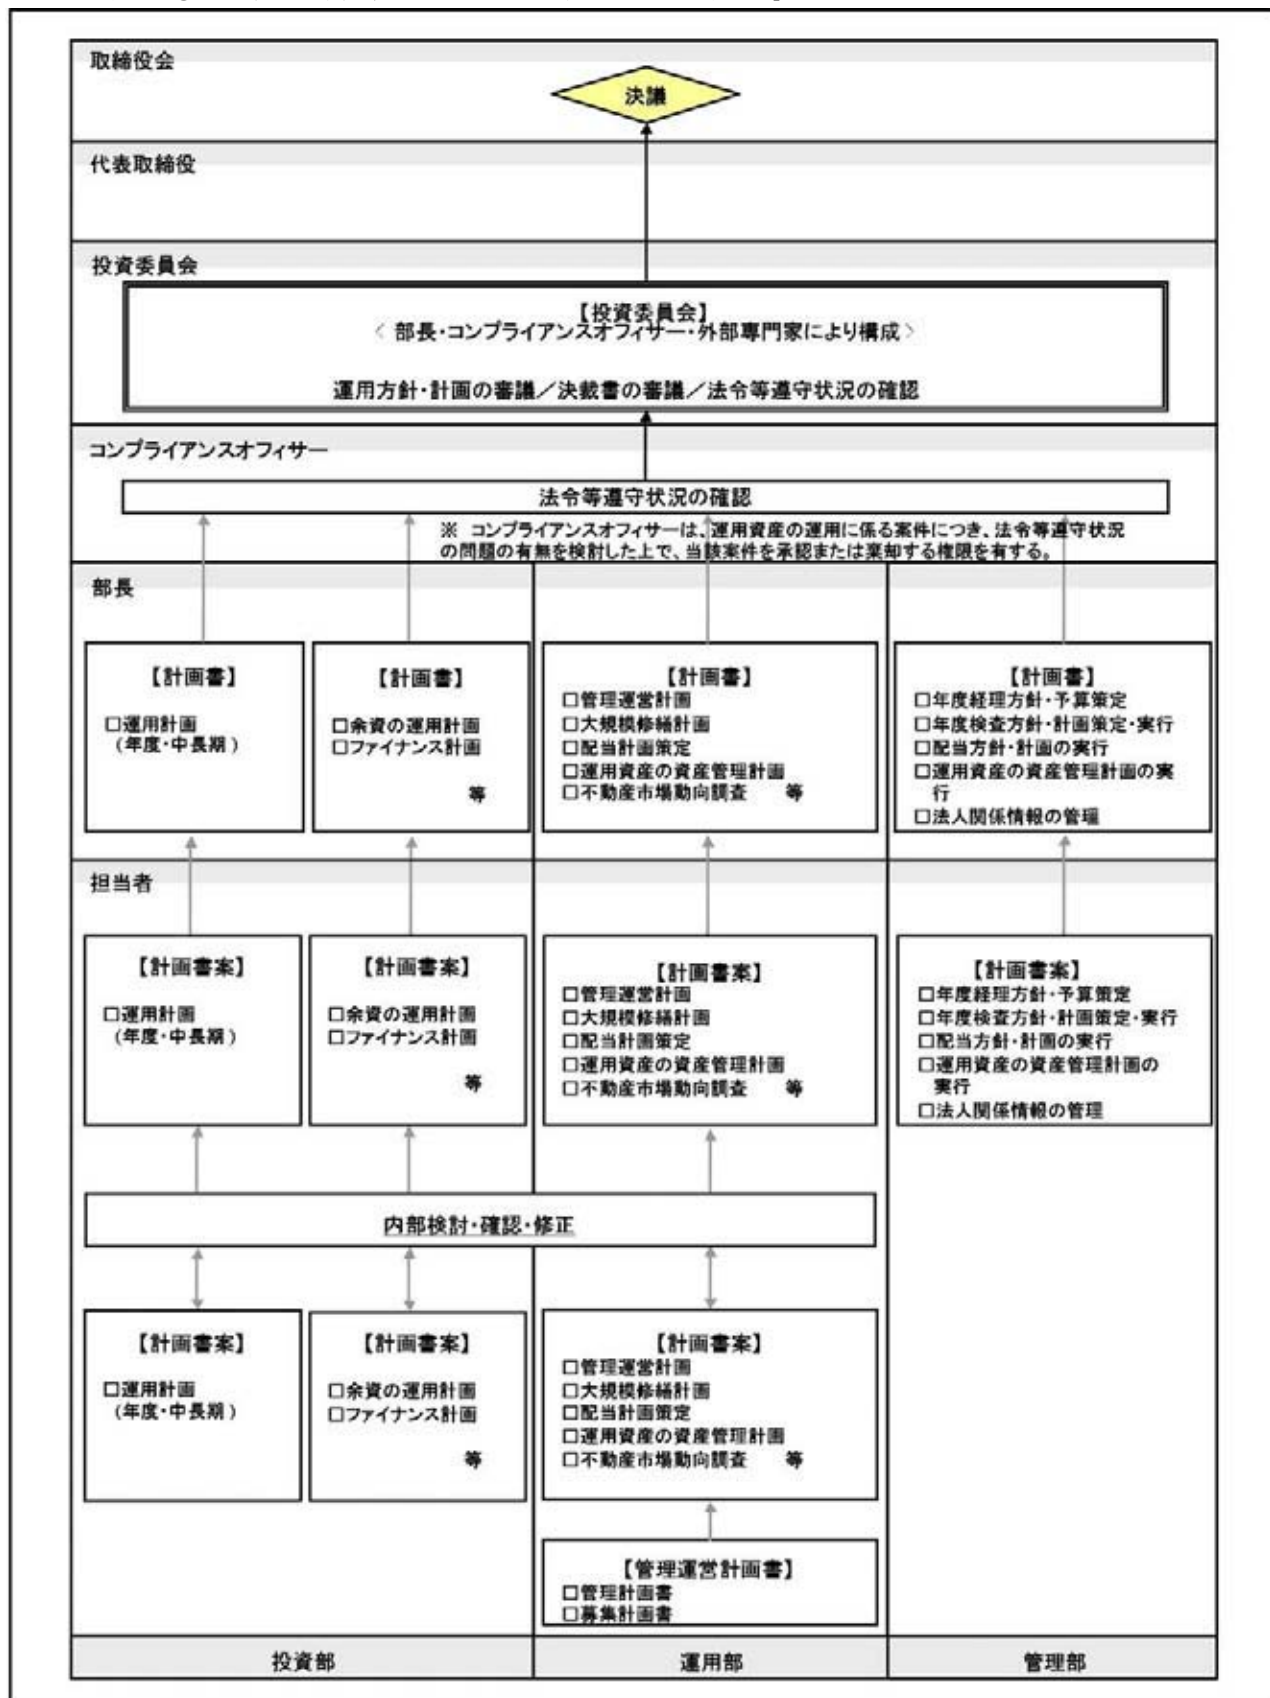 取締役会
決議
代表取締役
投資委員会
【投資委員会】
< 部長・コンプライアンスオフィサー・外部専門家により構成 >
運用方針・計画の審議／決裁書の審議／法令等遵守状況の確認
コンプライアンスオフィサー
法令等遵守状況の確認
※ コンプライアンスオフィサーは、運用資産の運用に係る案件につき、法令等遵守状況
の問題の有無を検討した上で、当該案件を承認または棄却する権限を有する。
部長
【計画書】
□運用計画
(年度・中長期)
【計画書】
□余資の運用計画
□ファイナンス計画
等
【計画書】
□管理運営計画
□大規模修繕計画
□配当計画策定
□運用資産の資産管理計画
□不動産市場動向調査 等
【計画書】
□年度経理方針・予算策定
□年度検査方針・計画策定・実行
□配当方針・計画の実行
□運用資産の資産管理計画の実
行
□法人関係情報の管理
担当者
【計画書案】
□運用計画
(年度・中長期)
【計画書案】
□余資の運用計画
□ファイナンス計画
等
【計画書案】
□管理運営計画
□大規模修繕計画
□配当計画策定
□運用資産の資産管理計画
□不動産市場動向調査 等
【計画書案】
□年度経理方針・予算策定
□年度検査方針・計画策定・実行
□配当方針・計画の実行
□運用資産の資産管理計画の
実行
□法人関係情報の管理
内部検討・確認・修正
【計画書案】
□運用計画
(年度・中長期)
【計画書案】
□余資の運用計画
□ファイナンス計画
等
【計画書案】
□管理運営計画
□大規模修繕計画
□配当計画策定
□運用資産の資産管理計画
□不動産市場動向調査 等
【管理運営計画書】
□管理計画書
□募集計画書
投資部
運用部
管理部